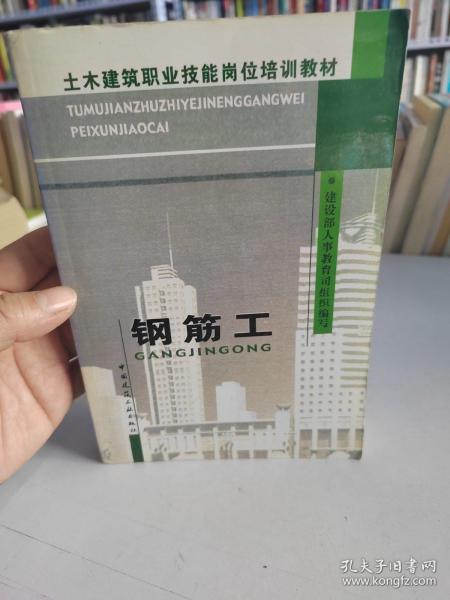 土木建筑职业技能岗位培训教材
TUMUJIANZHUZHIYEJINENGGANGWEI
PEIXUNJIAOCAI
•建设部人事教育司组织编写
钢筋工
GANGJINGONG
中国建筑工业出版社
孔夫子旧书网
www.kongfz.com